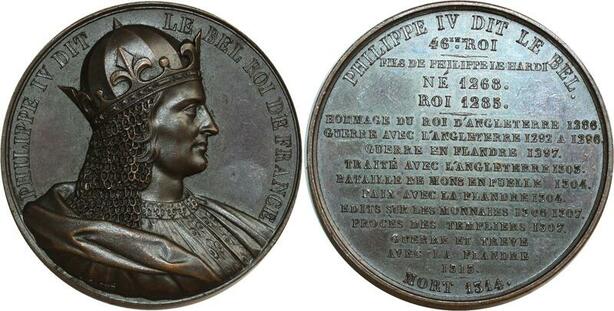 PHILIPPE IV DIT LE BEL ROI DE FRANCE
PHILIPPE IV DIT LE BEL.
46ME ROI
FILS DE PHILIPPE LE HARDI
NÉ 1268.
ROI 1285.
HOMMAGE DU ROI D'ANGLETERRE 1286.
GUERRE AVEC L'ANGLETERRE 1292 A 1296.
GUERRE EN FLANDRE 1297.
TRAITÉ AVEC L'ANGLETERRE 1303.
BATAILLE DE MONS EN PUELLE 1304.
PAIX AVEC LA FLANDRE 1304.
EDITS SUR LES MONNAIES 1306 1307.
PROCES DES TEMPLIERS 1307.
GUERRE ET TREVE
AVEC LA FLANDRE
1313.
MORT 1314.